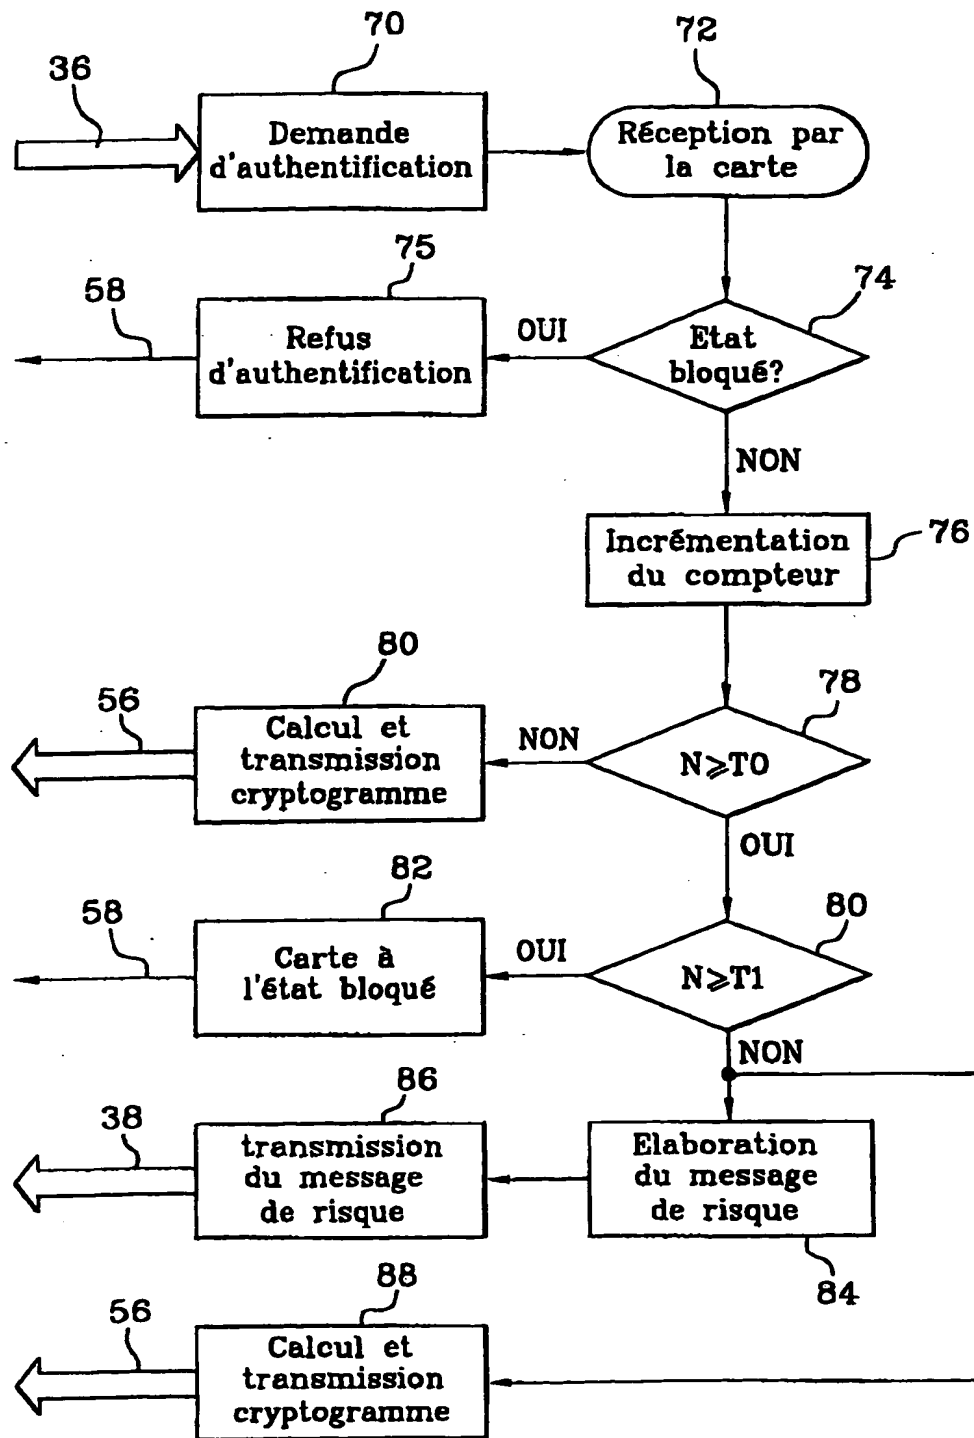 70
72
36
Demande
d'authentification
Réception par
la carte
75
58
74
Refus
d'authentification
OUI
Etat
bloqué?
NON
Incrémentation
du compteur
76
80
56
78
Calcul et
transmission
cryptogramme
NON
N⩾T0
OUI
82
58
80
Carte à
l'état bloqué
OUI
N⩾T1
NON
86
38
transmission
du message
de risque
Elaboration
du message
de risque
84
88
56
Calcul et
transmission
cryptogramme